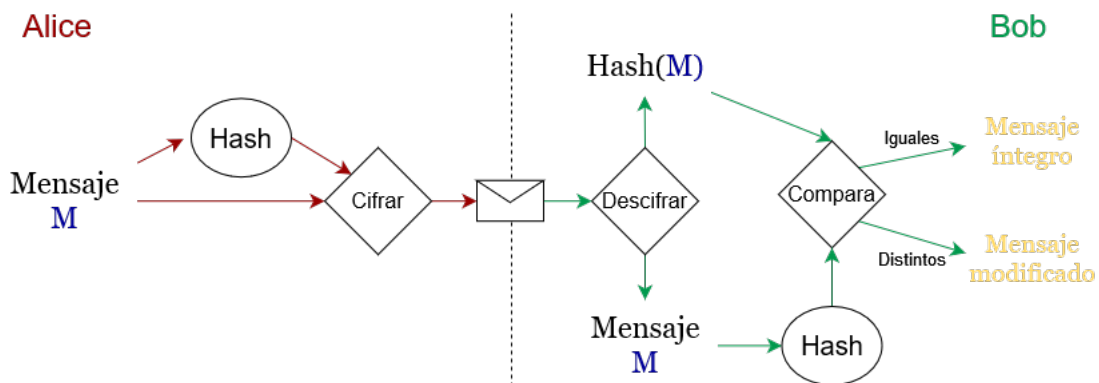 Alice
Bob
Hash
Mensaje
M
Cifrar
Hash(M)
Descifrar
Mensaje
M
Hash
Compara
Iguales
Mensaje
íntegro
Distintos
Mensaje
modificado